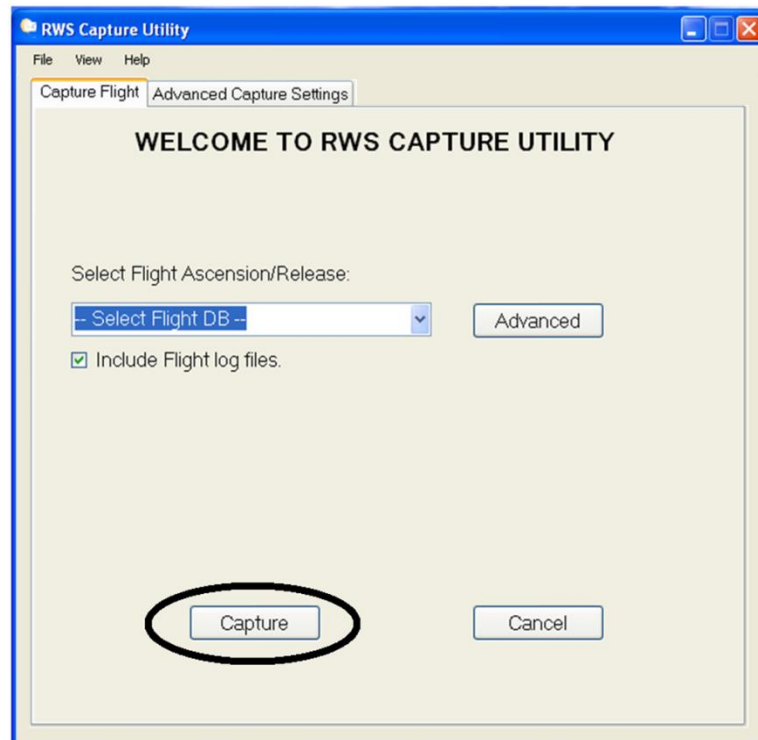 RWS Capture Utility
File View Help
Capture Flight Advanced Capture Settings
WELCOME TO RWS CAPTURE UTILITY
Select Flight Ascension/Release:
-- Select Flight DB -- Advanced
Include Flight log files.
Capture Cancel